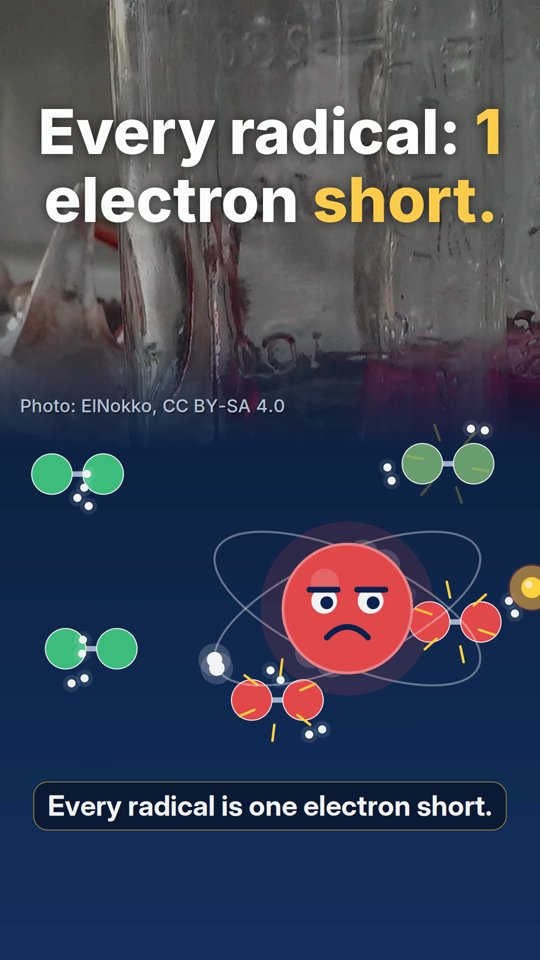 Every radical: 1
electron short.
Photo: ElNokko, CC BY-SA 4.0
Every radical is one electron short.